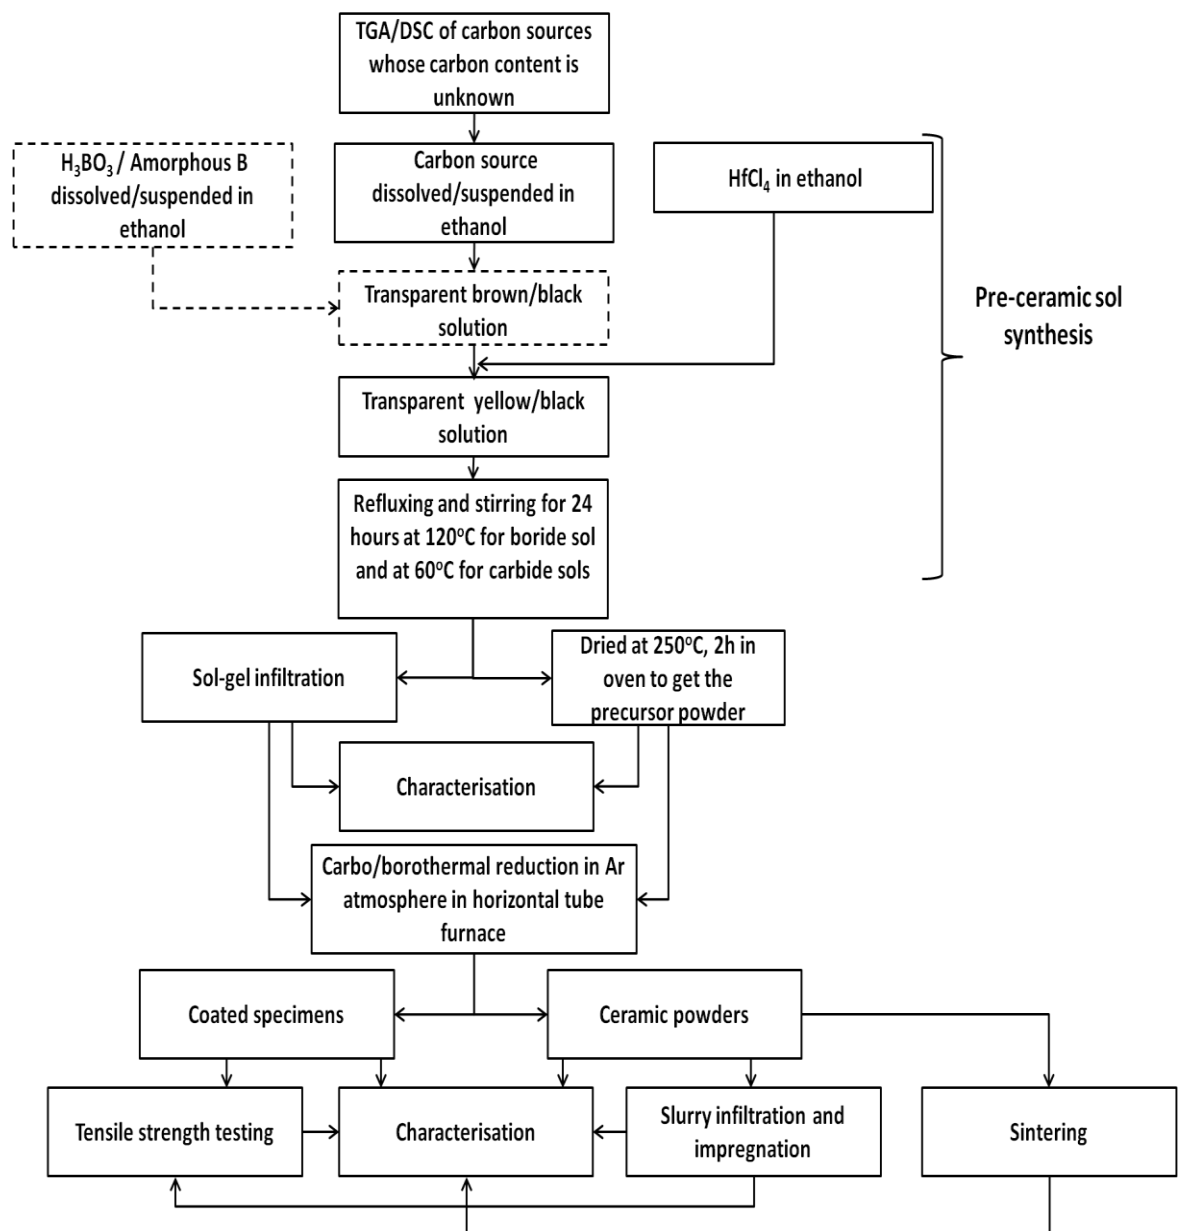 TGA/DSC of carbon sources
whose carbon content is
unknown
H₃BO₃ / Amorphous B
dissolved/suspended in
ethanol
Carbon source
dissolved/suspended in
ethanol
HfCl₄ in ethanol
Transparent brown/black
solution
Pre-ceramic sol
synthesis
Transparent yellow/black
solution
Refluxing and stirring for 24
hours at 120°C for boride sol
and at 60°C for carbide sols
Sol-gel infiltration
Dried at 250°C, 2h in
oven to get the
precursor powder
Characterisation
Carbo/borothermal reduction in Ar
atmosphere in horizontal tube
furnace
Coated specimens
Ceramic powders
Tensile strength testing
Characterisation
Slurry infiltration and
impregnation
Sintering